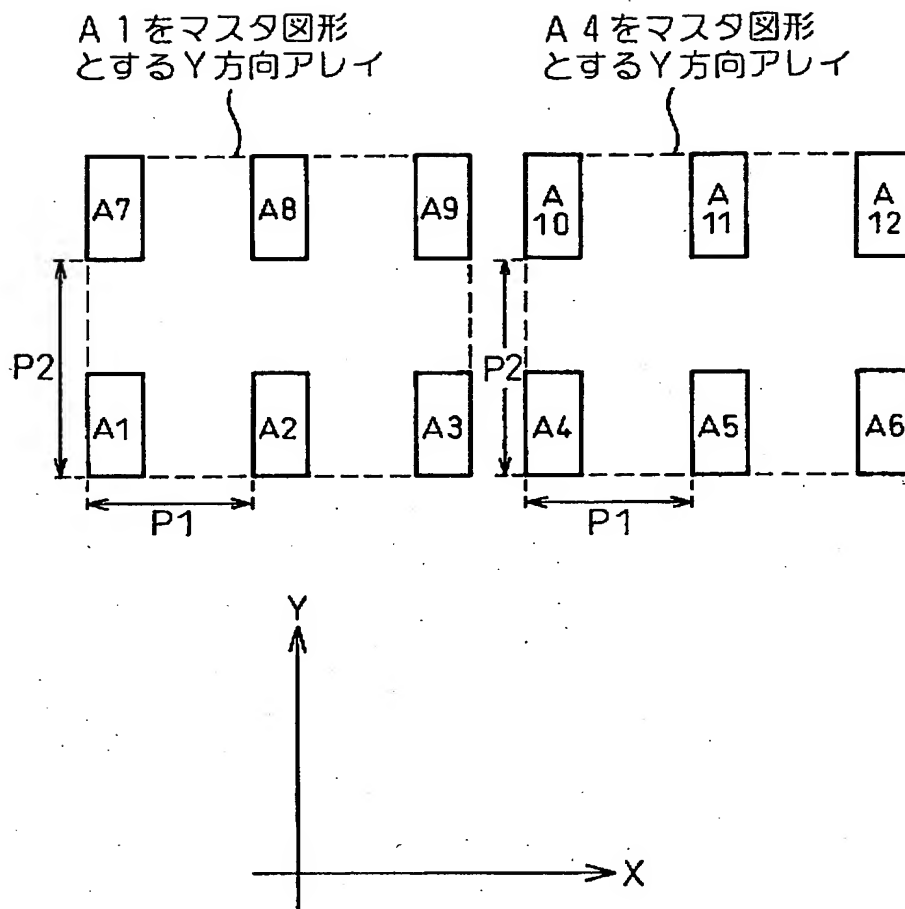 A1をマスタ図形
とするY方向アレイ
A4をマスタ図形
とするY方向アレイ
A7
A8
A9
A
10
A
11
A
12
P2
P2
A1
A2
A3
A4
A5
A6
P1
P1
Y
X